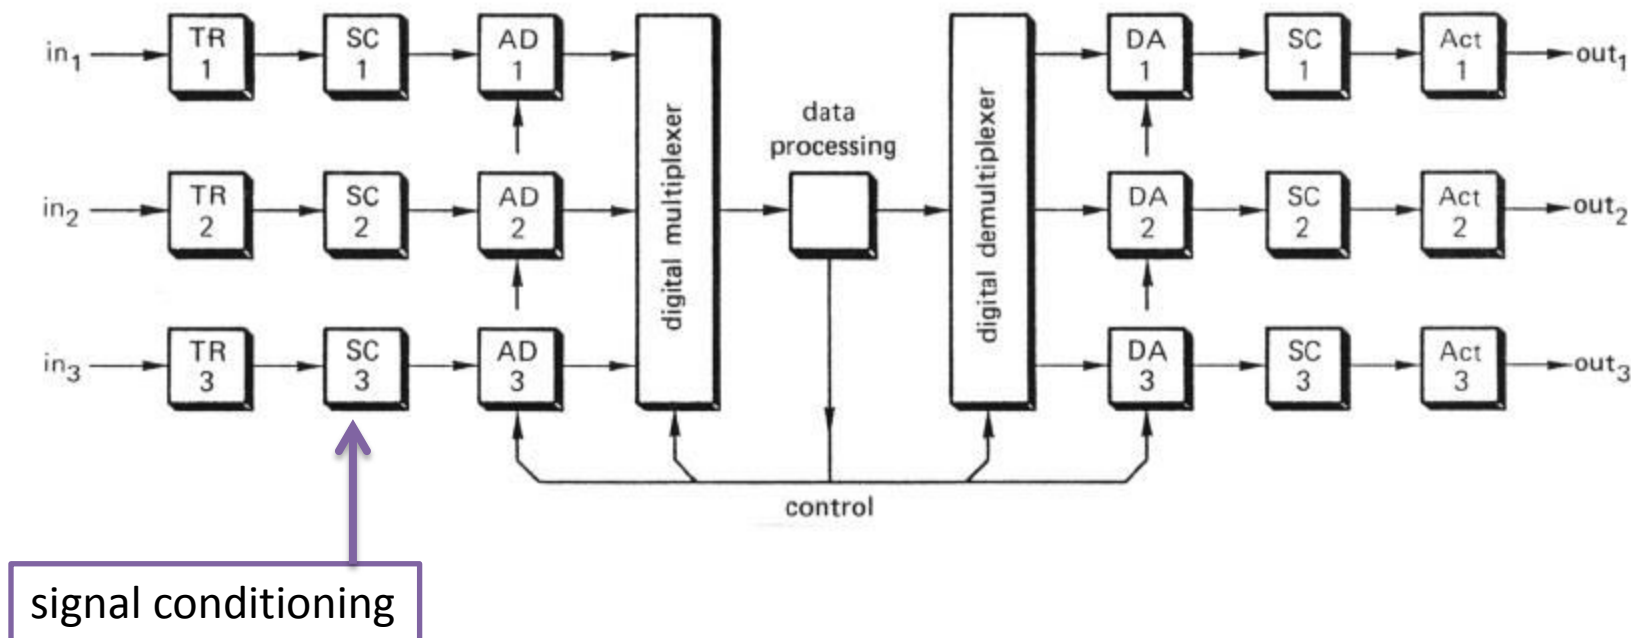 in1
TR
1
SC
1
AD
1
digital multiplexer
data
processing
digital demultiplexer
DA
1
SC
1
Act
1
out1
in2
TR
2
SC
2
AD
2
DA
2
SC
2
Act
2
out2
in3
TR
3
SC
3
AD
3
DA
3
SC
3
Act
3
out3
control
signal conditioning